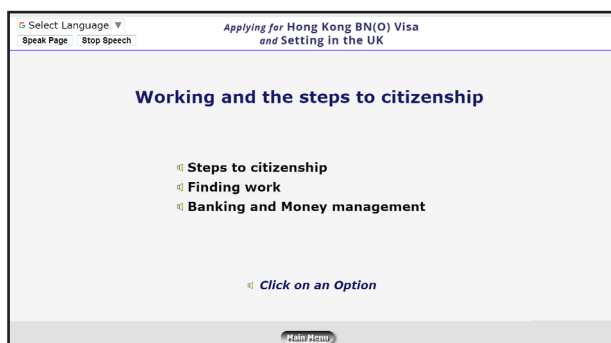 G Select Language ▼
Speak Page Stop Speech
Applying for Hong Kong BN(O) Visa
and Setting in the UK
Working and the steps to citizenship
Steps to citizenship
Finding work
Banking and Money management
Click on an Option
Main Menu